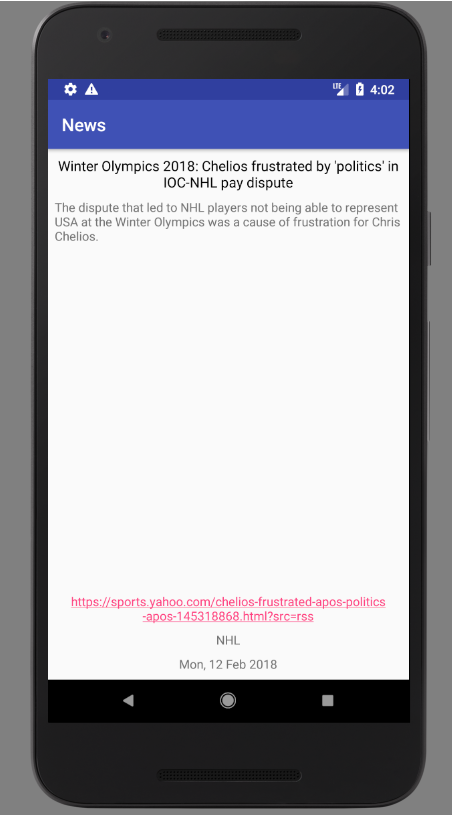 LTE 4:02
News
Winter Olympics 2018: Chelios frustrated by 'politics' in
IOC-NHL pay dispute
The dispute that led to NHL players not being able to represent
USA at the Winter Olympics was a cause of frustration for Chris
Chelios.
https://sports.yahoo.com/chelios-frustrated-apos-politics
-apos-145318868.html?src=rss
NHL
Mon, 12 Feb 2018